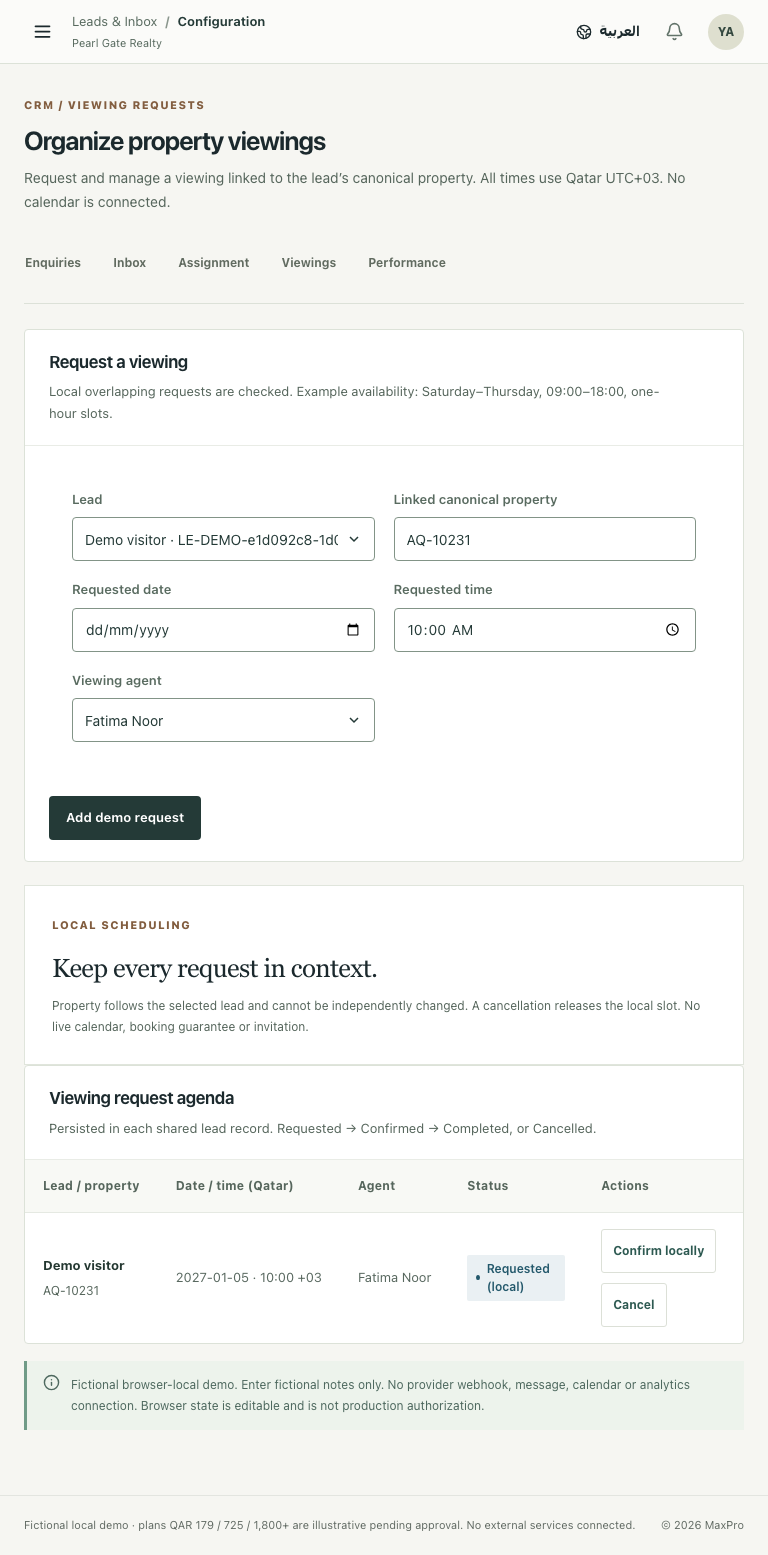 Leads & Inbox / Configuration
Pearl Gate Realty
العربية
YA
CRM / VIEWING REQUESTS
Organize property viewings
Request and manage a viewing linked to the lead's canonical property. All times use Qatar UTC+03. No
calendar is connected.
Enquiries Inbox Assignment Viewings Performance
Request a viewing
Local overlapping requests are checked. Example availability: Saturday–Thursday, 09:00–18:00, one-
hour slots.
Lead Linked canonical property
Demo visitor · LE-DEMO-e1d092c8-1d AQ-10231
Requested date Requested time
dd/mm/yyyy 10:00 AM
Viewing agent
Fatima Noor
Add demo request
LOCAL SCHEDULING
Keep every request in context.
Property follows the selected lead and cannot be independently changed. A cancellation releases the local slot. No
live calendar, booking guarantee or invitation.
Viewing request agenda
Persisted in each shared lead record. Requested → Confirmed → Completed, or Cancelled.
Lead / property Date / time (Qatar) Agent Status Actions
Demo visitor
AQ-10231
2027-01-05 · 10:00 +03
Fatima Noor
Requested
(local)
Confirm locally
Cancel
Fictional browser-local demo. Enter fictional notes only. No provider webhook, message, calendar or analytics
connection. Browser state is editable and is not production authorization.
Fictional local demo · plans QAR 179 / 725 / 1,800+ are illustrative pending approval. No external services connected.
© 2026 MaxPro